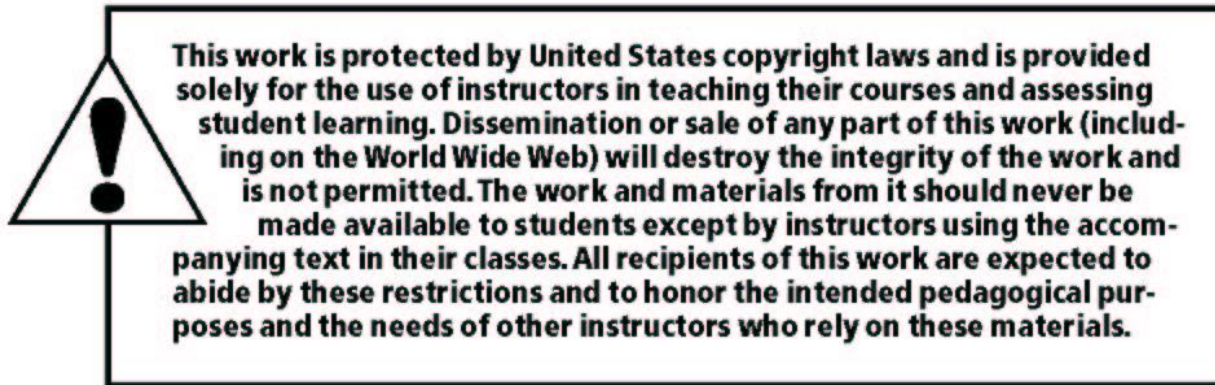 This work is protected by United States copyright laws and is provided
solely for the use of instructors in teaching their courses and assessing
student learning. Dissemination or sale of any part of this work (includ-
ing on the World Wide Web) will destroy the integrity of the work and
is not permitted. The work and materials from it should never be
made available to students except by instructors using the accom-
panying text in their classes. All recipients of this work are expected to
abide by these restrictions and to honor the intended pedagogical pur-
poses and the needs of other instructors who rely on these materials.